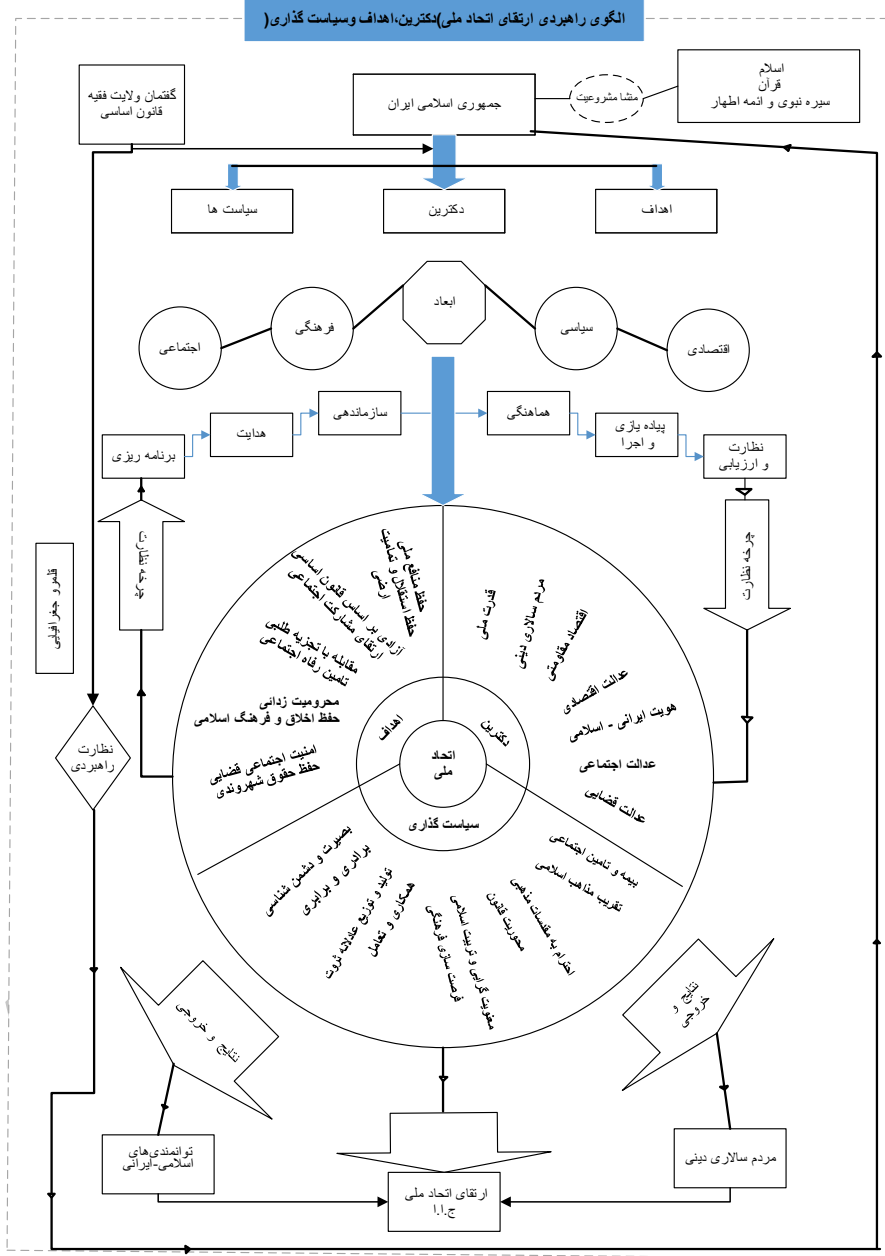 الگوی راهبردی ارتقای اتحاد ملی)دکترین،اهداف وسیاست گذاری(
اسلام
قرآن
سیره نبوی و ائمه اطهار
منشا مشروعیت
جمهوری اسلامی ایران
گفتمان ولایت فقیه
قانون اساسی
اهداف
دکترین
سیاست ها
ابعاد
اقتصادی
سیاسی
فرهنگی
اجتماعی
برنامه ریزی
هدایت
سازماندهی
هماهنگی
پیاده یازی
و اجرا
نظارت
و ارزیابی
چرخه نظارت
چرخه نظارت
قلمرو جغرافیایی
نظارت
راهبردی
اتحاد
ملی
دکترین
اهداف
سیاست گذاری
قدرت ملی
مردم سالاری دینی
اقتصاد مقاومتی
عدالت اقتصادی
هویت ایرانی - اسلامی
عدالت اجتماعی
عدالت قضایی
حفظ منافع ملی
حفظ استقلال و تمامیت
ارضی
آزادی بر اساس قانون اساسی
ارتقای مشارکت اجتماعی
مقابله با تجزیه طلبی
تامین رفاه اجتماعی
محرومیت زدائی
حفظ اخلاق و فرهنگ اسلامی
امنیت اجتماعی قضایی
حفظ حقوق شهروندی
بیمه و تامین اجتماعی
تقریب مذاهب اسلامی
احترام به مقدسات مذهبی
محوریت قانون
معنویت گرایی و تربیت اسلامی
فرصت سازی فرهنگی
تولید و توزیع عادلانه ثروت
همکاری و تعامل
برادری و برابری
بصیرت و دشمن شناسی
نتایج و
خروجی
نتایج و خروجی
مردم سالاری دینی
توانمندی‌های
اسلامی-ایرانی
ارتقای اتحاد ملی
ج.ا.ا